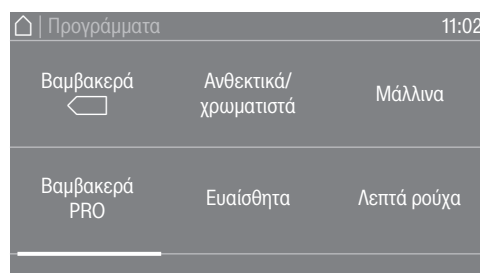 Προγράμματα 11:02
Βαμβακερά
Ανθεκτικά/
χρωματιστά
Μάλλινα
Βαμβακερά
PRO
Ευαίσθητα
Λεπτά ρούχα